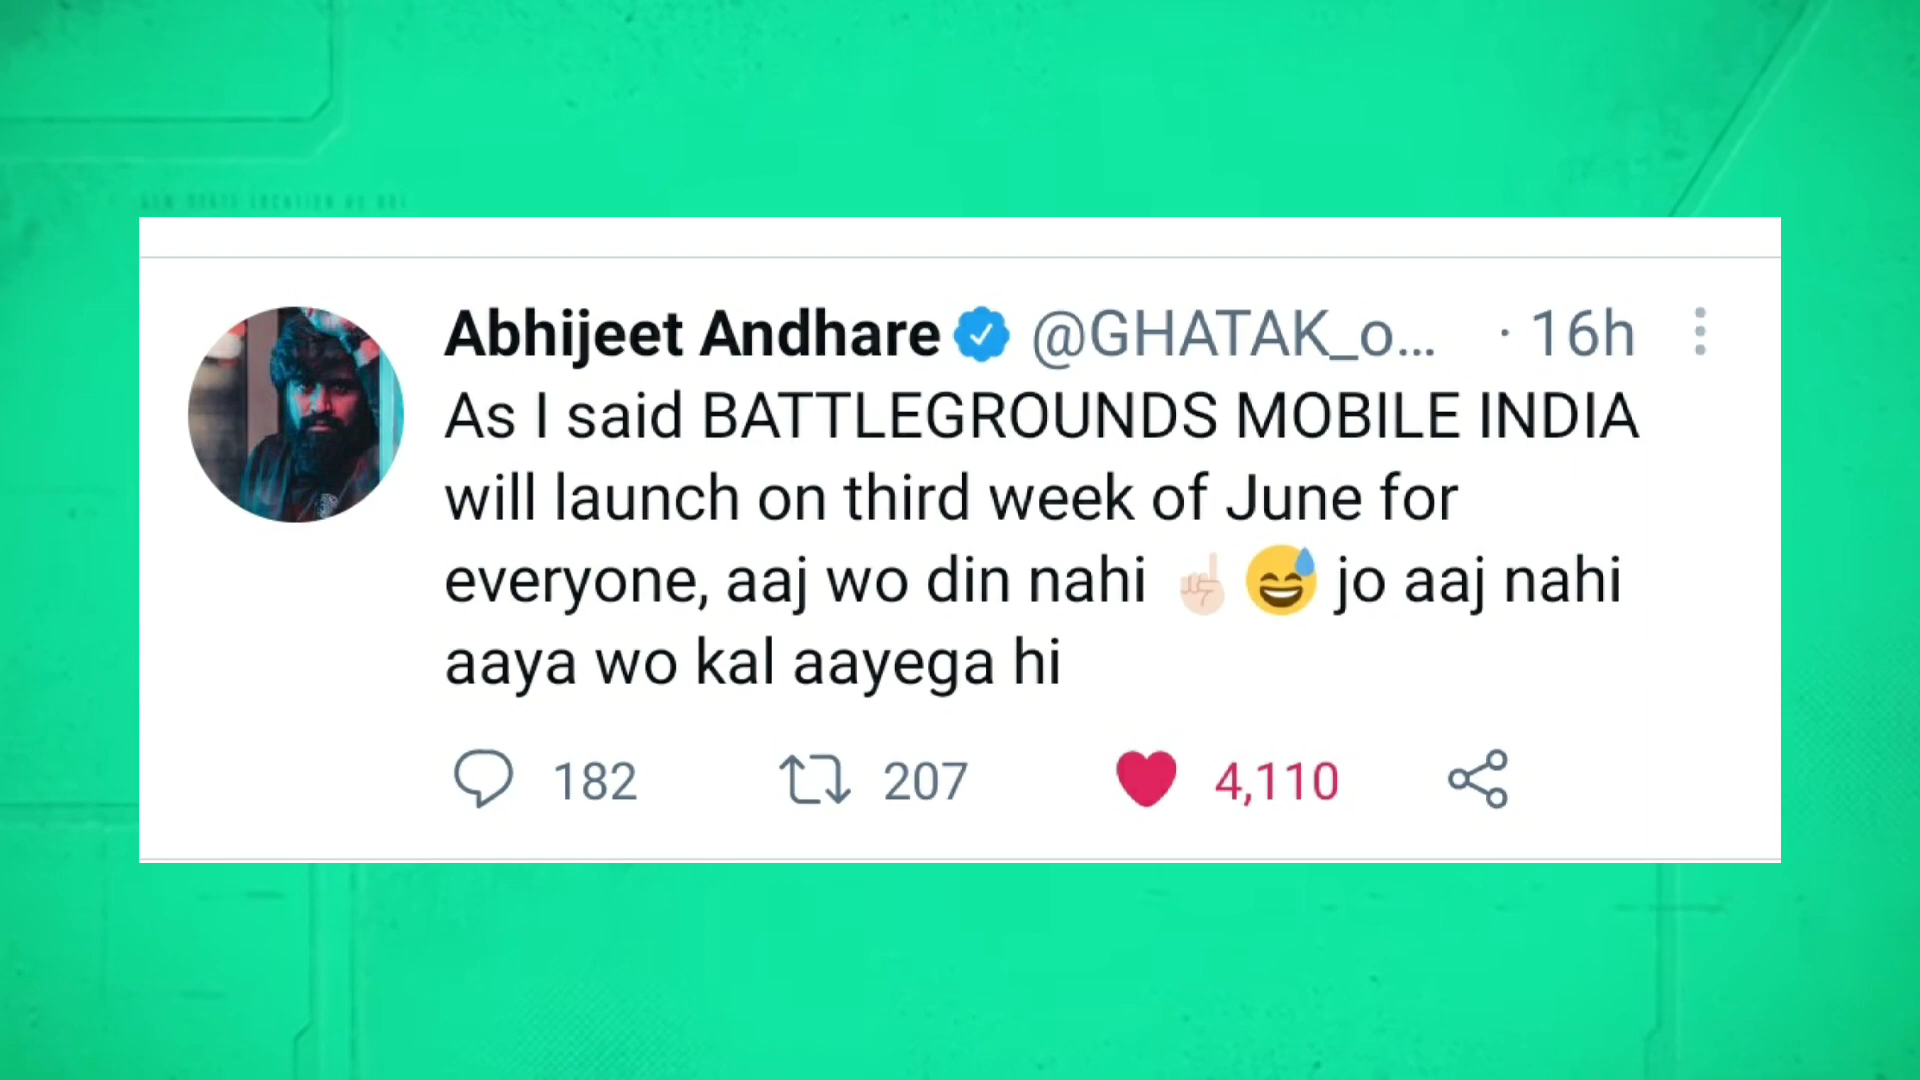 Abhijeet Andhare @GHATAK_o... · 16h
As I said BATTLEGROUNDS MOBILE INDIA
will launch on third week of June for
everyone, aaj wo din nahi ☝🏻😅 jo aaj nahi
aaya wo kal aayega hi
182 207 4,110